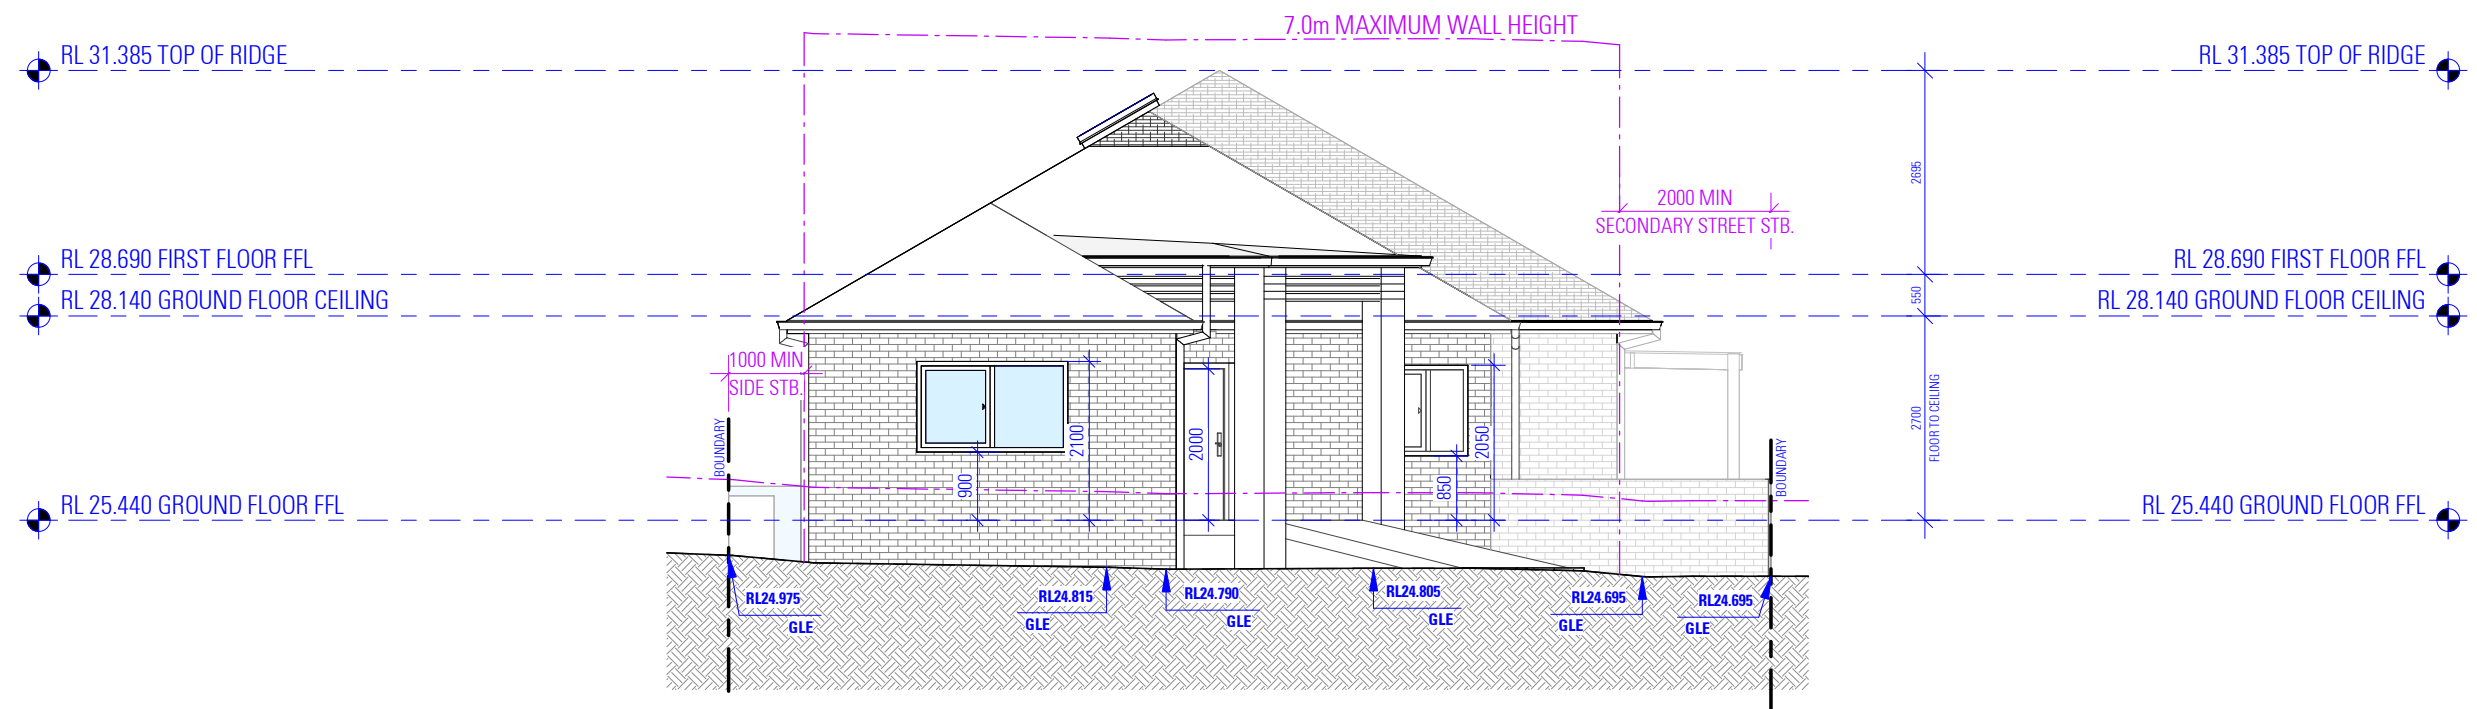 7.0m MAXIMUM WALL HEIGHT
RL 31.385 TOP OF RIDGE
RL 31.385 TOP OF RIDGE
2695
2000 MIN
SECONDARY STREET STB.
RL 28.690 FIRST FLOOR FFL
RL 28.690 FIRST FLOOR FFL
550
RL 28.140 GROUND FLOOR CEILING
RL 28.140 GROUND FLOOR CEILING
1000 MIN
SIDE STB.
BOUNDARY
900
2100
2000
850
2050
BOUNDARY
2700
FLOOR TO CEILING
RL 25.440 GROUND FLOOR FFL
RL 25.440 GROUND FLOOR FFL
RL24.975
GLE
RL24.815
GLE
RL24.790
GLE
RL24.805
GLE
RL24.695
GLE
RL24.695
GLE